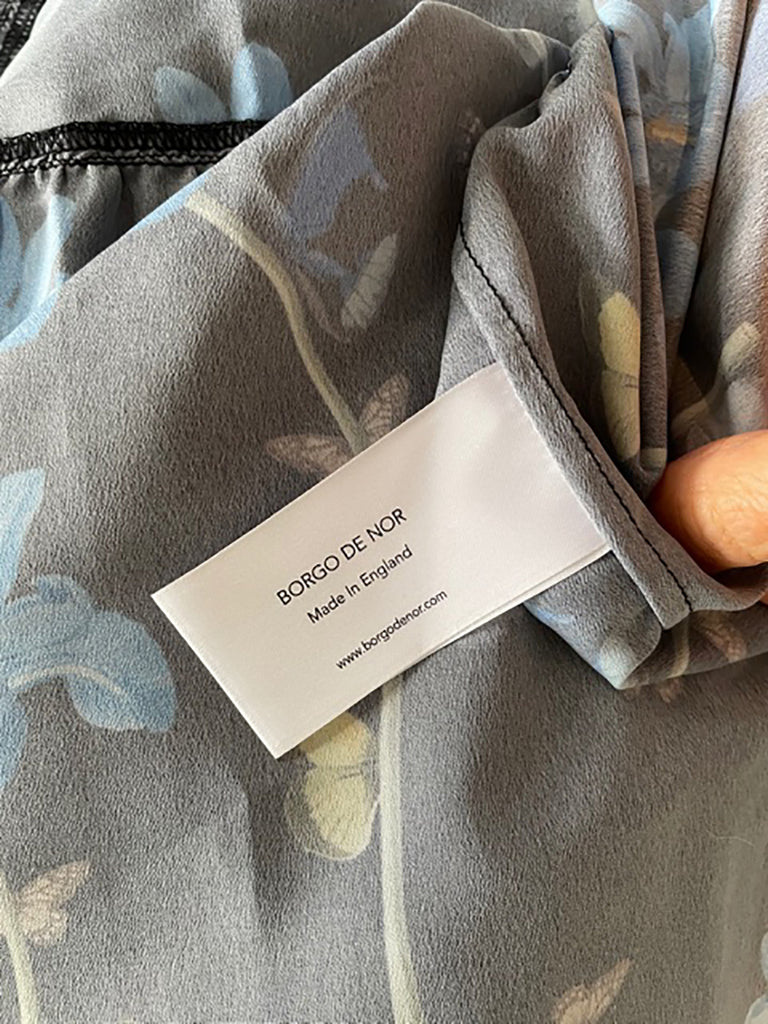 BORGO DE NOR
Made In England
www.borgodenor.com